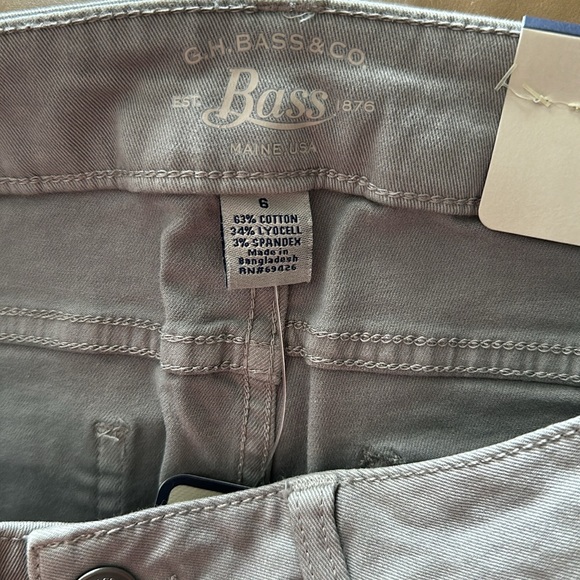 G.H. BASS & CO.
EST. Bass 1876
MAINE, USA
6
63% COTTON
34% LYOCELL
3% SPANDEX
Made in
Bangladesh
RN#69426